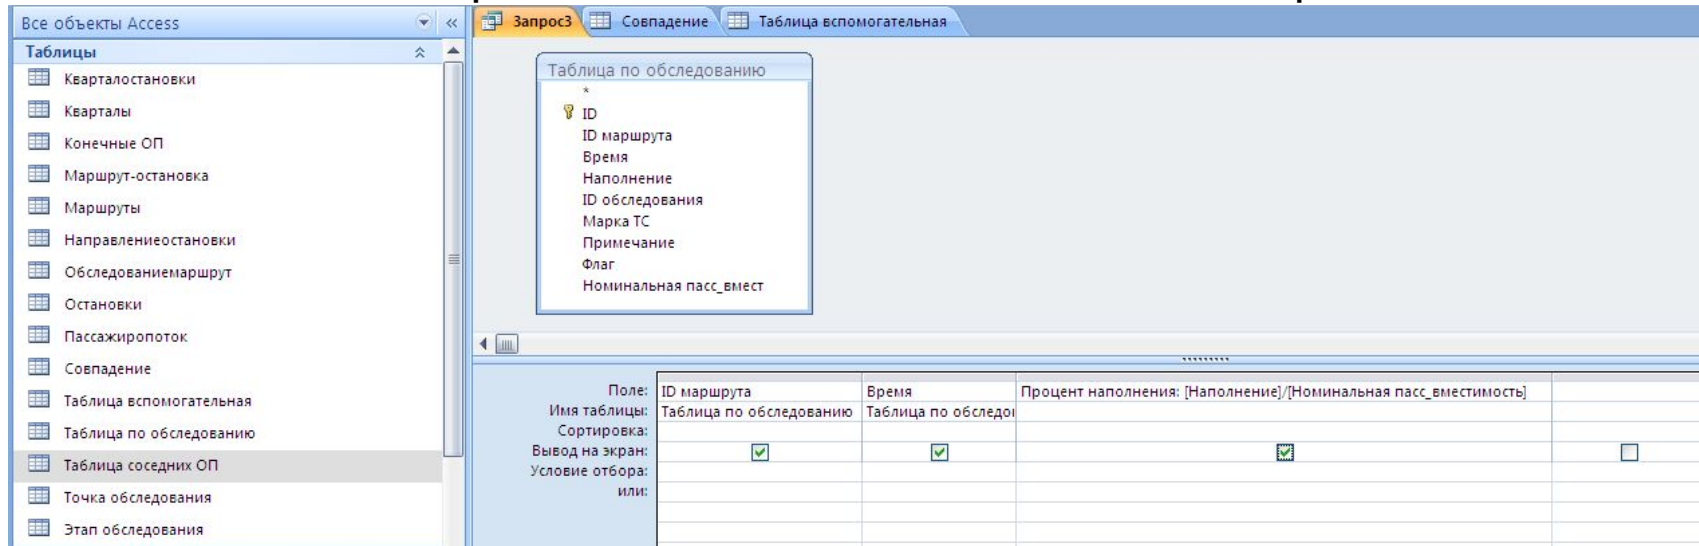 Все объекты Access
Таблицы
Кварталостановки
Кварталы
Конечные ОП
Маршрут-остановка
Маршруты
Направлениеостановки
Обследованиемаршрут
Остановки
Пассажиропоток
Совпадение
Таблица вспомогательная
Таблица по обследованию
Таблица соседних ОП
Точка обследования
Этап обследования
Запрос3 Совпадение Таблица вспомогательная
Таблица по обследованию
*
ID
ID маршрута
Время
Наполнение
ID обследования
Марка ТС
Примечание
Флаг
Номинальная пасс_вмест
Поле: ID маршрута Время Процент наполнения: [Наполнение]/[Номинальная пасс_вместимость]
Имя таблицы: Таблица по обследованию Таблица по обследо
Сортировка:
Вывод на экран:
Условие отбора:
или: